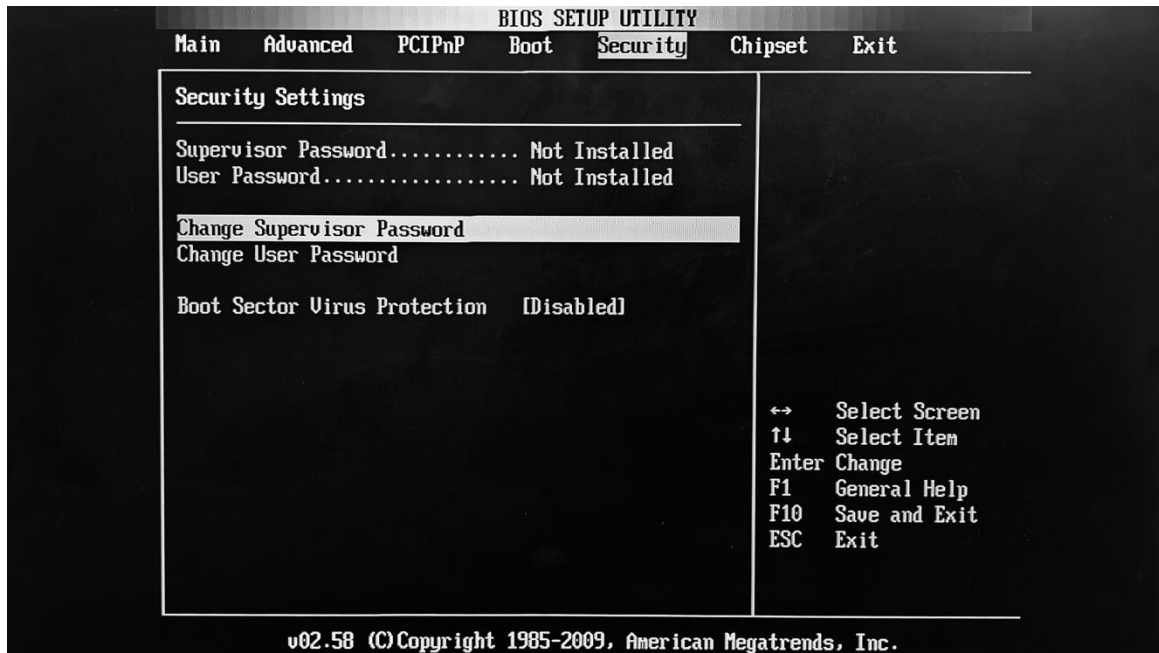 BIOS SETUP UTILITY
Main Advanced PCIPnP Boot Security Chipset Exit
Security Settings
Supervisor Password............ Not Installed
User Password.................. Not Installed
Change Supervisor Password
Change User Password
Boot Sector Virus Protection [Disabled]
↔ Select Screen
↑↓ Select Item
Enter Change
F1 General Help
F10 Save and Exit
ESC Exit
v02.58 (C)Copyright 1985-2009, American Megatrends, Inc.